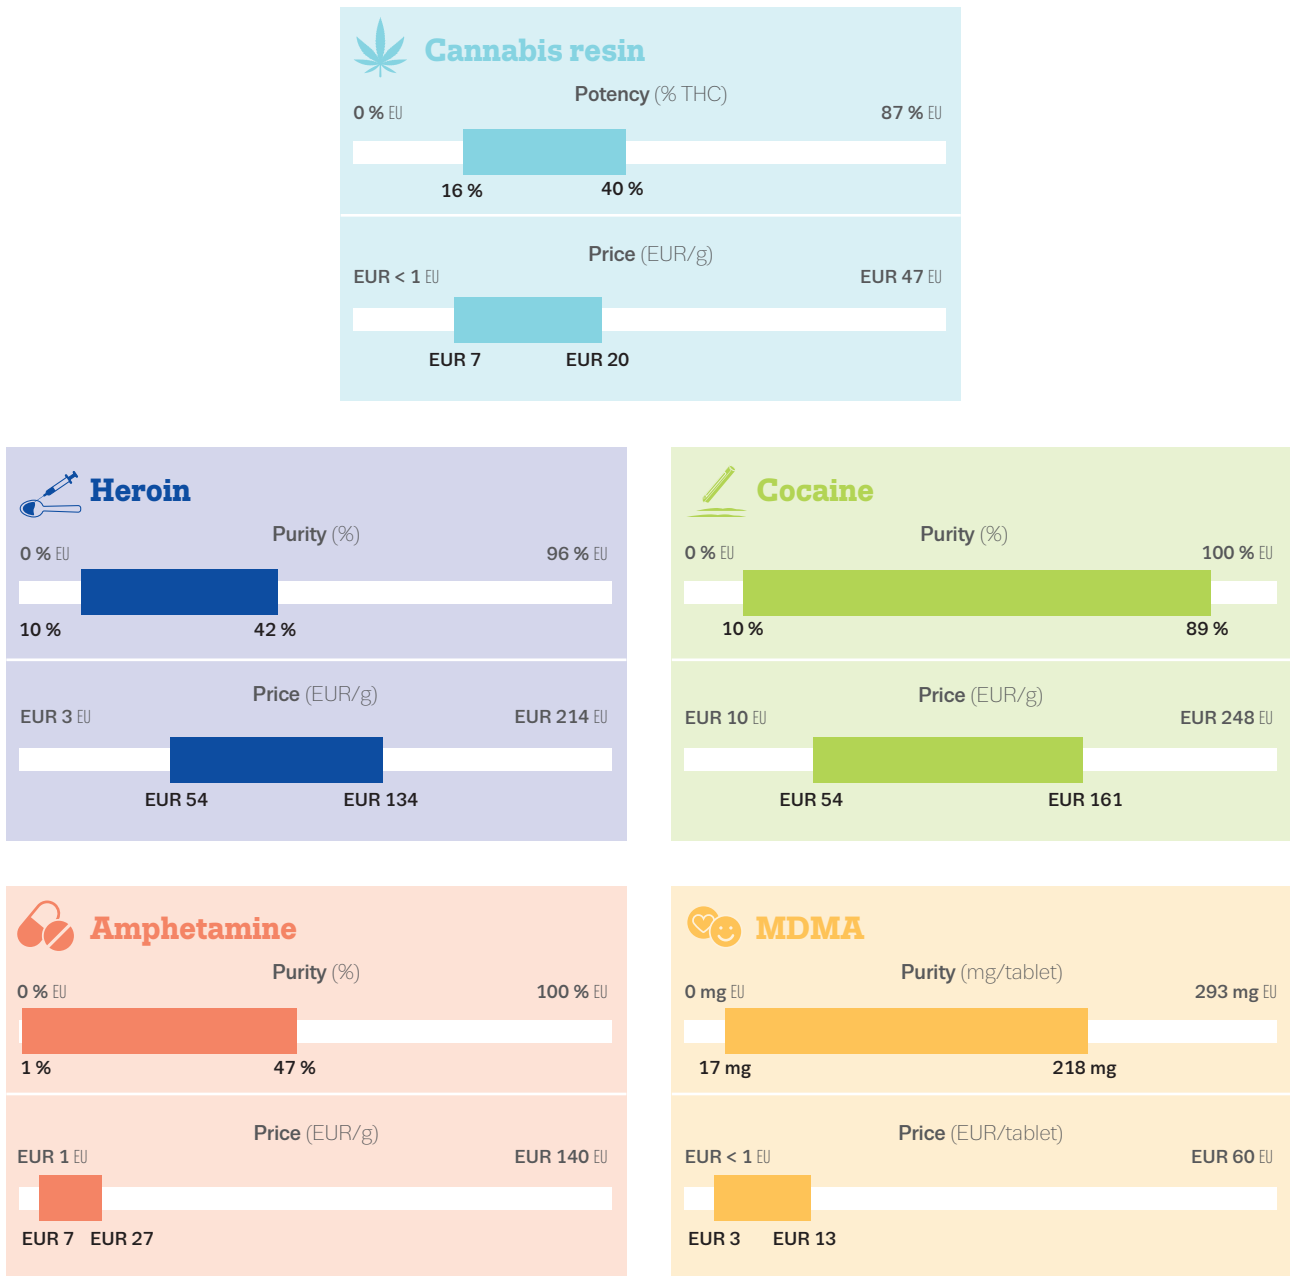 Cannabis resin
Potency (% THC)
0 % EU
87 % EU
16 %
40 %
Price (EUR/g)
EUR < 1 EU
EUR 47 EU
EUR 7
EUR 20
Heroin
Purity (%)
0 % EU
96 % EU
10 %
42 %
Price (EUR/g)
EUR 3 EU
EUR 214 EU
EUR 54
EUR 134
Cocaine
Purity (%)
0 % EU
100 % EU
10 %
89 %
Price (EUR/g)
EUR 10 EU
EUR 248 EU
EUR 54
EUR 161
Amphetamine
Purity (%)
0 % EU
100 % EU
1 %
47 %
Price (EUR/g)
EUR 1 EU
EUR 140 EU
EUR 7
EUR 27
MDMA
Purity (mg/tablet)
0 mg EU
293 mg EU
17 mg
218 mg
Price (EUR/tablet)
EUR < 1 EU
EUR 60 EU
EUR 3
EUR 13